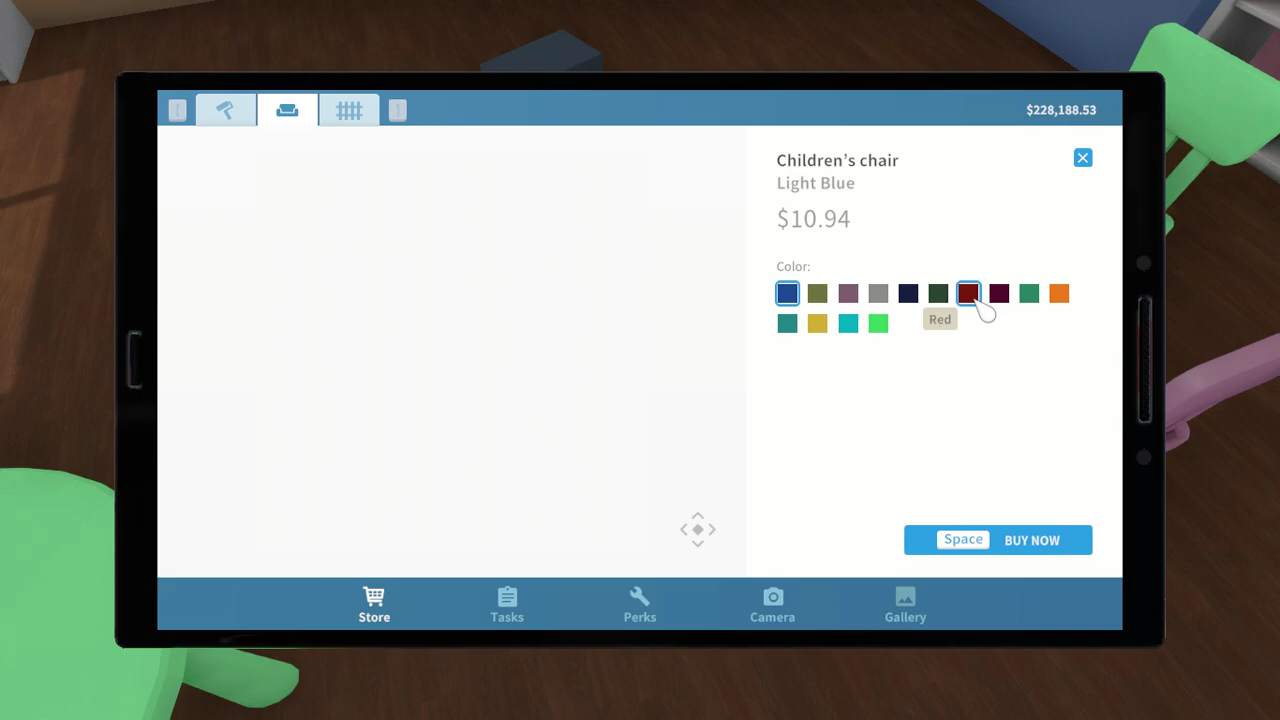 $228,188.53
Children’s chair
Light Blue
$10.94
Color:
Red
Space BUY NOW
Store Tasks Perks Camera Gallery